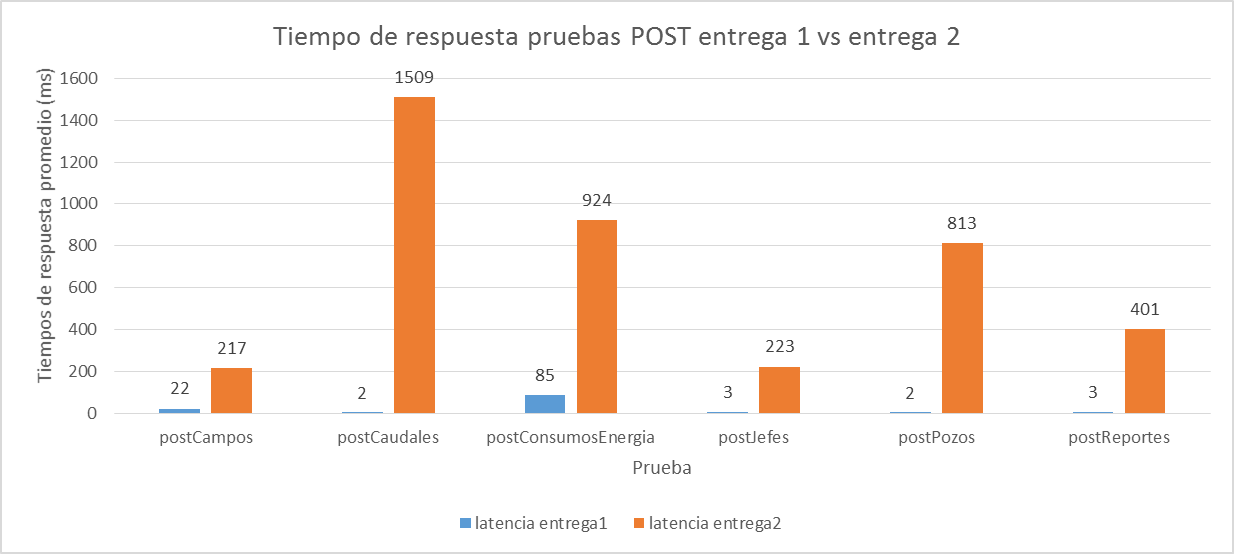 Tiempo de respuesta pruebas POST entrega 1 vs entrega 2
Tiempos de respuesta promedio (ms)
1600
1400
1200
1000
800
600
400
200
0
22
217
2
1509
85
924
3
223
2
813
3
401
postCampos
postCaudales
postConsumosEnergia
postJefes
postPozos
postReportes
Prueba
latencia entrega1
latencia entrega2